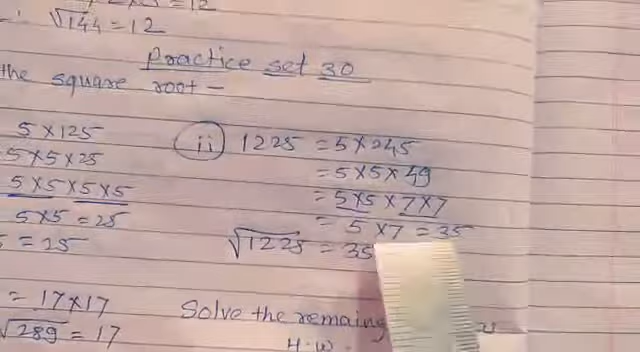 √144 = 12
Practice set 30
the square root —
5 × 125
5 × 5 × 25
5 × 5 × 5 × 5
5 × 5 = 25
= 25
= 17 × 17
√289 = 17
ii) 1225 = 5 × 245
= 5 × 5 × 49
= 5 × 5 × 7 × 7
= 5 × 7 = 35
√1225 = 35
Solve the remaing
H.W.